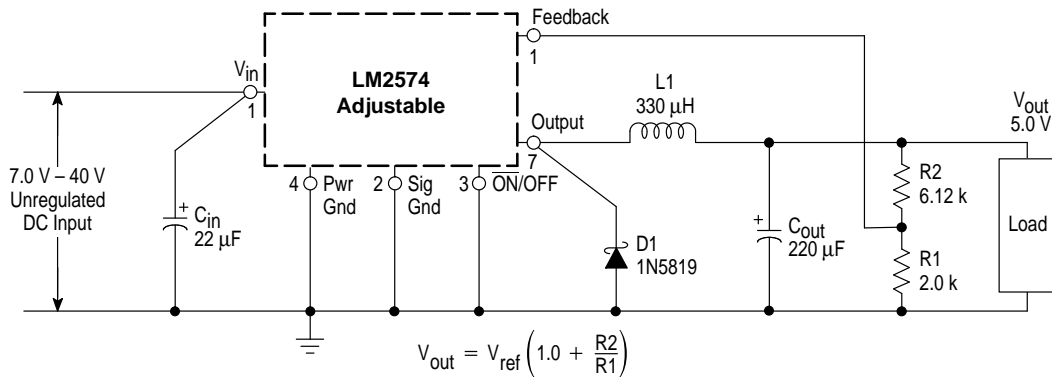 Feedback
1
LM2574
Adjustable
Vin
1
L1
330 μH
Output
7
Vout
5.0 V
7.0 V – 40 V
Unregulated
DC Input
4 Pwr
Gnd
2 Sig
Gnd
3 O̅N̅/OFF
+
Cin
22 μF
D1
1N5819
+
Cout
220 μF
R2
6.12 k
R1
2.0 k
Load
Vout = Vref (1.0 + R2/R1)